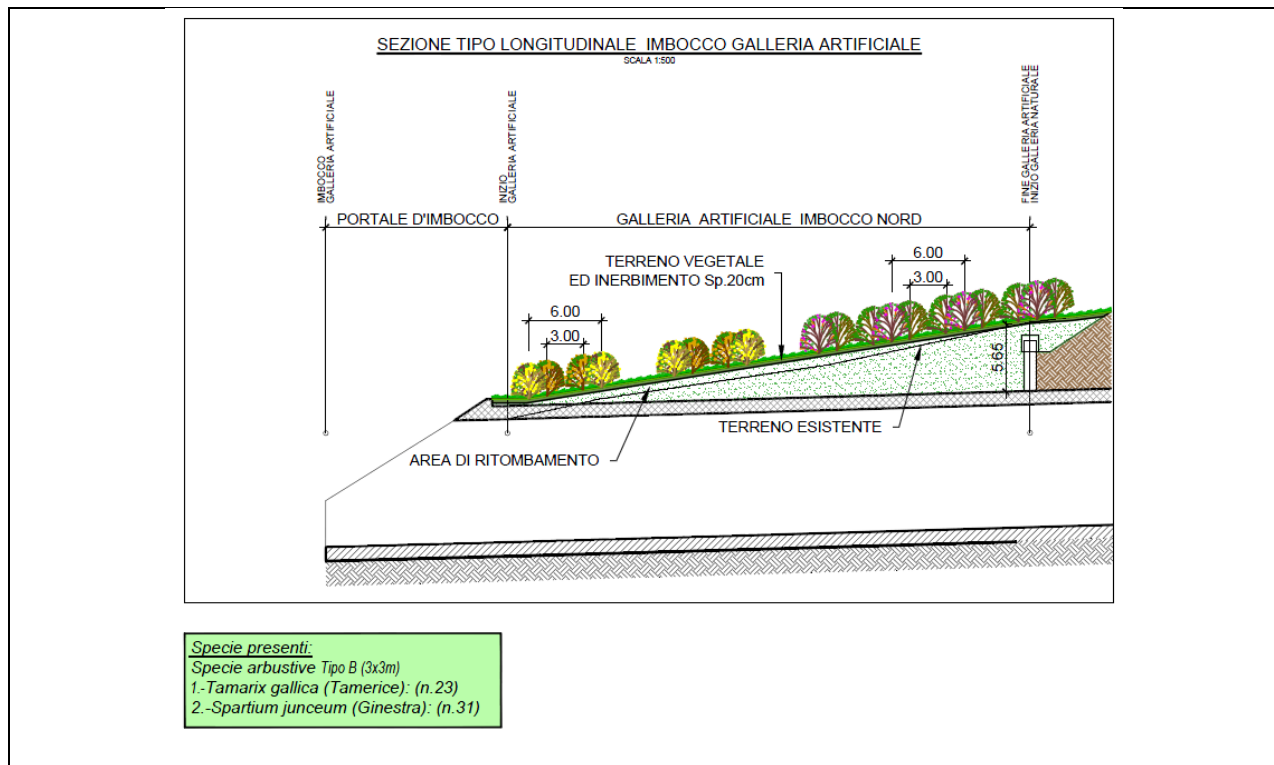 SEZIONE TIPO LONGITUDINALE IMBOCCO GALLERIA ARTIFICIALE
SCALA 1:500
IMBOCCO
GALLERIA ARTIFICIALE
INIZIO
GALLERIA ARTIFICIALE
FINE GALLERIA ARTIFICIALE
INIZIO GALLERIA NATURALE
PORTALE D'IMBOCCO
GALLERIA ARTIFICIALE IMBOCCO NORD
TERRENO VEGETALE
ED INERBIMENTO Sp.20cm
6.00
3.00
6.00
3.00
5.65
TERRENO ESISTENTE
AREA DI RITOMBAMENTO
Specie presenti:
Specie arbustive Tipo B (3x3m)
1.-Tamarix gallica (Tamerice): (n.23)
2.-Spartium junceum (Ginestra): (n.31)